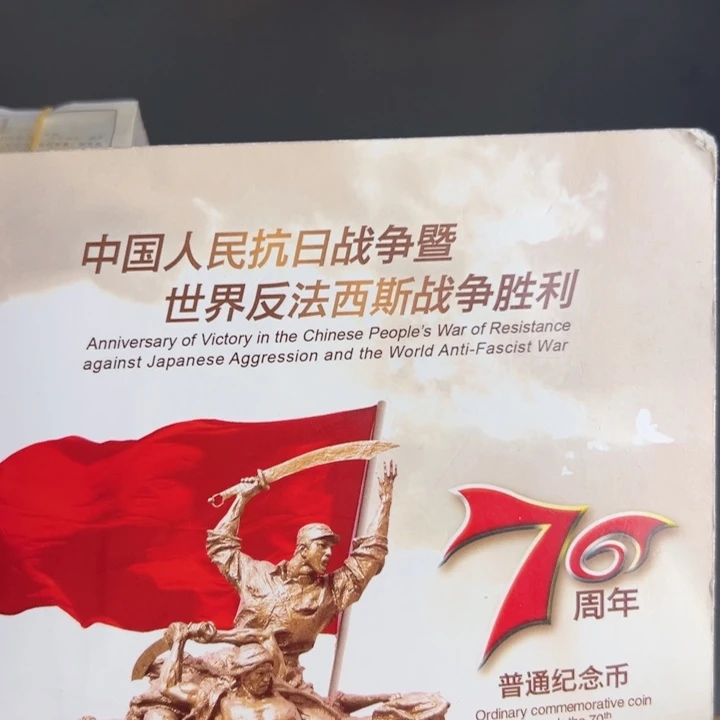 中国人民抗日战争暨
世界反法西斯战争胜利
Anniversary of Victory in the Chinese People's War of Resistance
against Japanese Aggression and the World Anti-Fascist War
70
周年
普通纪念币
Ordinary commemorative coin
the 70th